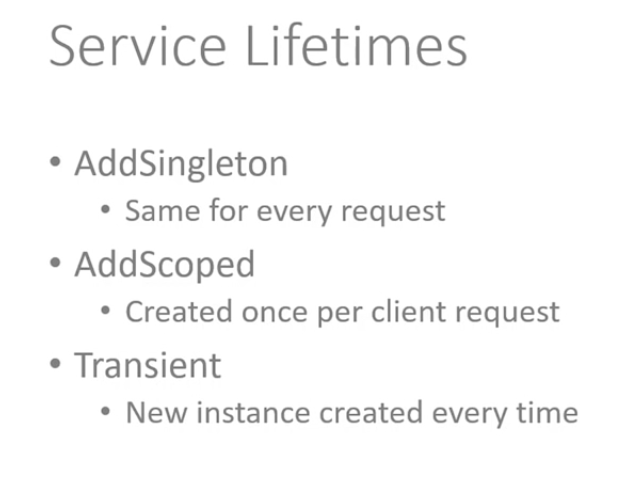 Service Lifetimes
• AddSingleton
• Same for every request
• AddScoped
• Created once per client request
• Transient
• New instance created every time